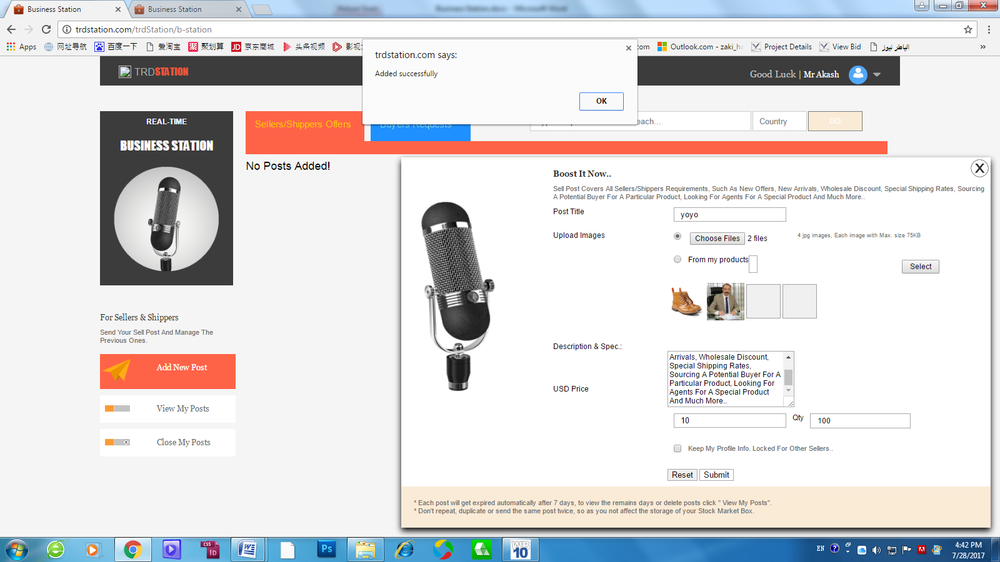 Business Station
Business Station
trdstation.com/trdStation/b-station
Apps
网址导航
百度一下
爱淘宝
聚划算
京东商城
头条视频
Outlook.com - zaki_ha
Project Details
View Bid
الياطر نيوز
»
trdstation.com says:
Added successfully
OK
TRDSTATION
Good Luck | Mr Akash
REAL-TIME
BUSINESS STATION
Sellers/Shippers Offers
Buyers Requests
each...
Country
GO
No Posts Added!
X
Boost It Now..
Sell Post Covers All Sellers/Shippers Requirements, Such As New Offers, New Arrivals, Wholesale Discount, Special Shipping Rates, Sourcing
A Potential Buyer For A Particular Product, Looking For Agents For A Special Product And Much More..
Post Title
yoyo
Upload Images
Choose Files 2 files
4 jpg images, Each image with Max. size 75KB
From my products
Select
For Sellers & Shippers
Send Your Sell Post And Manage The
Previous Ones.
Add New Post
View My Posts
Close My Posts
Description & Spec.:
Arrivals, Wholesale Discount,
Special Shipping Rates,
Sourcing A Potential Buyer For A
Particular Product, Looking For
Agents For A Special Product
And Much More..
USD Price
10
Qty
100
Keep My Profile Info. Locked For Other Sellers..
Reset
Submit
* Each post will get expired automatically after 7 days, to view the remains days or delete posts click " View My Posts".
* Don't repeat, duplicate or send the same post twice, so as you not affect the storage of your Stock Market Box.
CS5
ID
Ps
WB
10
EN
4:42 PM
7/28/2017